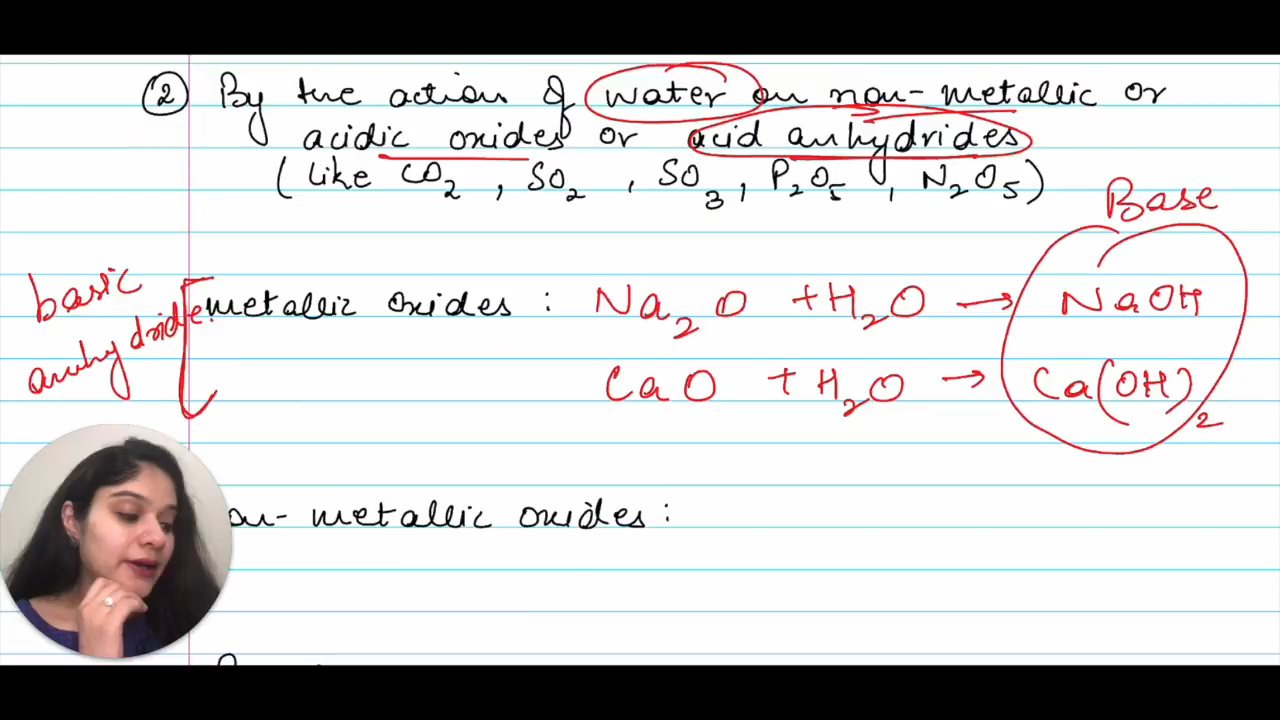 ② By the action of water on non-metallic or
acidic oxides or acid anhydrides
(like CO₂, SO₂, SO₃, P₂O₅, N₂O₅)
Base
basic
anhydride
metallic oxides : Na₂O + H₂O → NaOH
CaO + H₂O → Ca(OH)₂
on-metallic oxides :